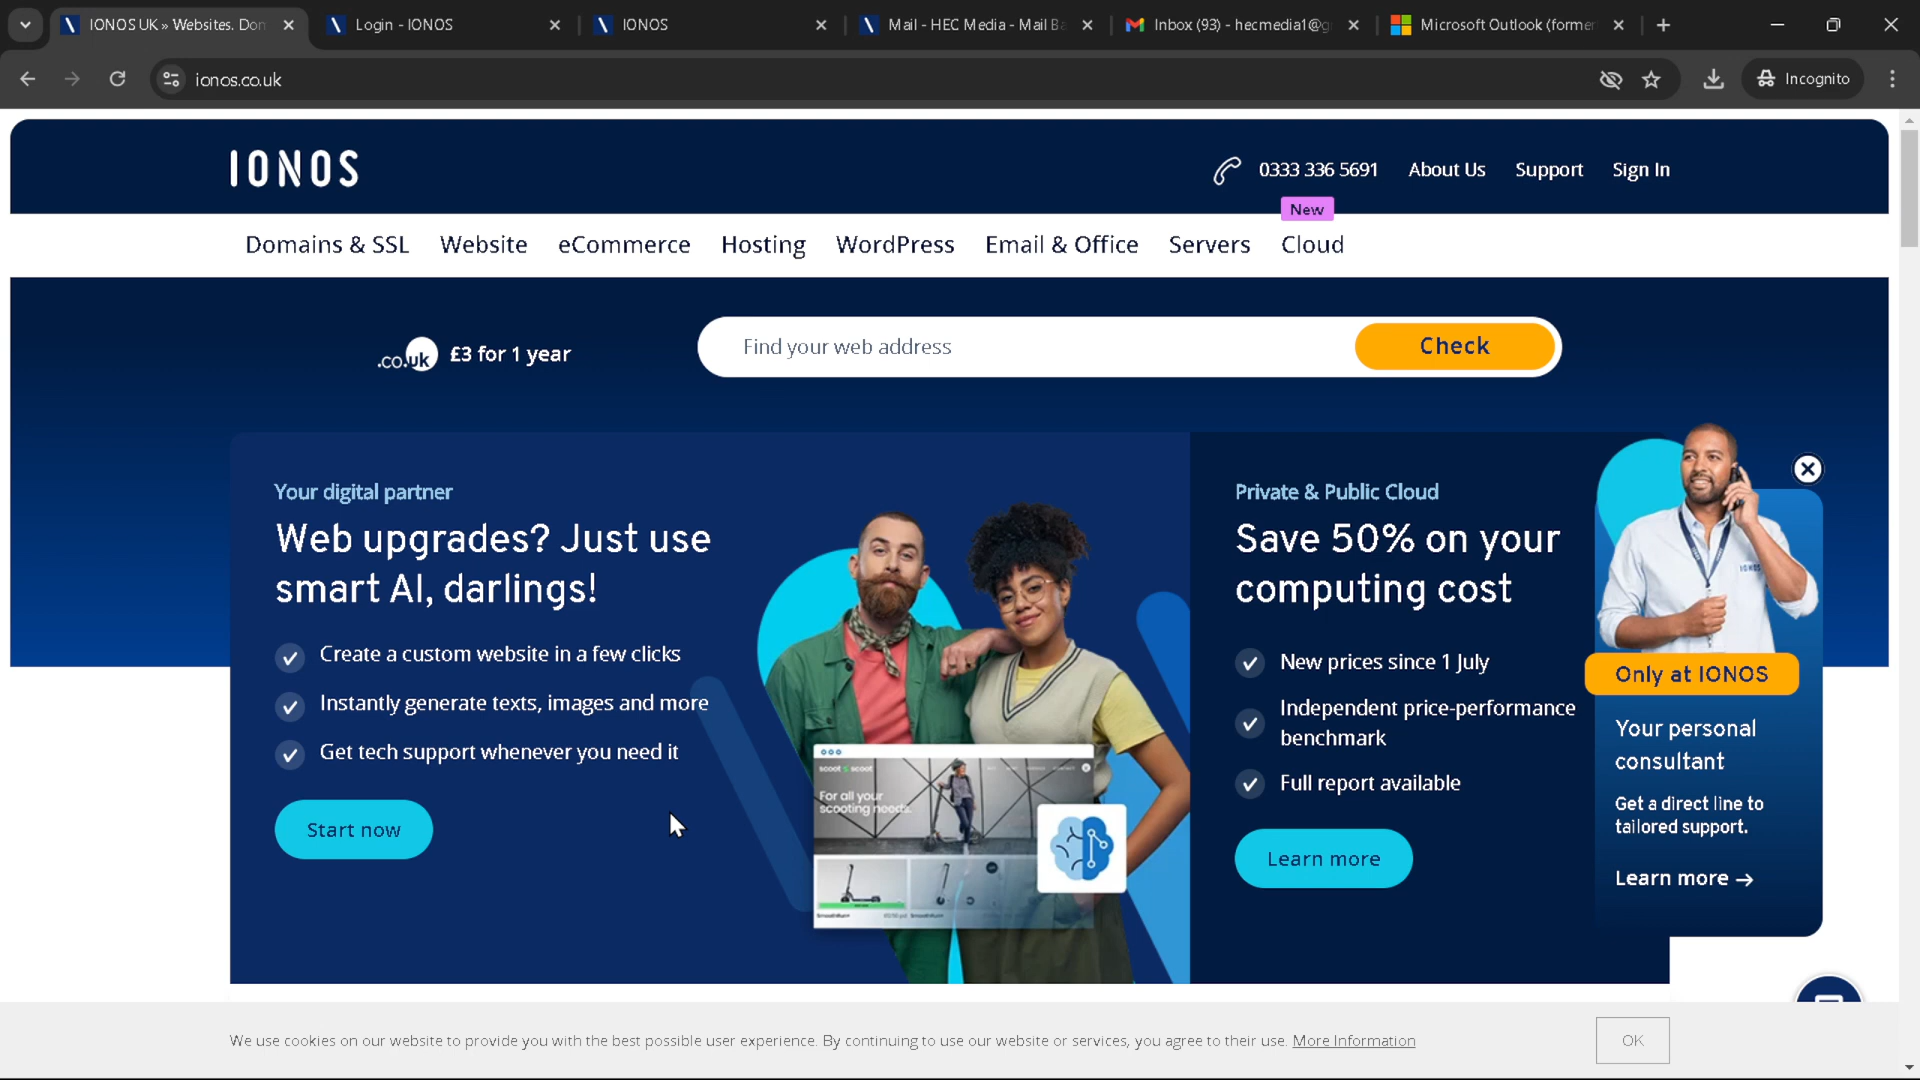 IONOS UK » Websites. Don
Login - IONOS
IONOS
Mail - HEC Media - Mail Ba
Inbox (93) - hecmedia1@g
Microsoft Outlook (former
ionos.co.uk
Incognito
IONOS
0333 336 5691
About Us
Support
Sign In
New
Domains & SSL
Website
eCommerce
Hosting
WordPress
Email & Office
Servers
Cloud
.co.uk
£3 for 1 year
Find your web address
Check
Your digital partner
Web upgrades? Just use
smart AI, darlings!
Create a custom website in a few clicks
Instantly generate texts, images and more
Get tech support whenever you need it
Start now
scoot scoot
For all your
scooting needs.
Private & Public Cloud
Save 50% on your
computing cost
New prices since 1 July
Independent price-performance
benchmark
Full report available
Learn more
IONOS
Only at IONOS
Your personal
consultant
Get a direct line to
tailored support.
Learn more →
We use cookies on our website to provide you with the best possible user experience. By continuing to use our website or services, you agree to their use. More Information
OK